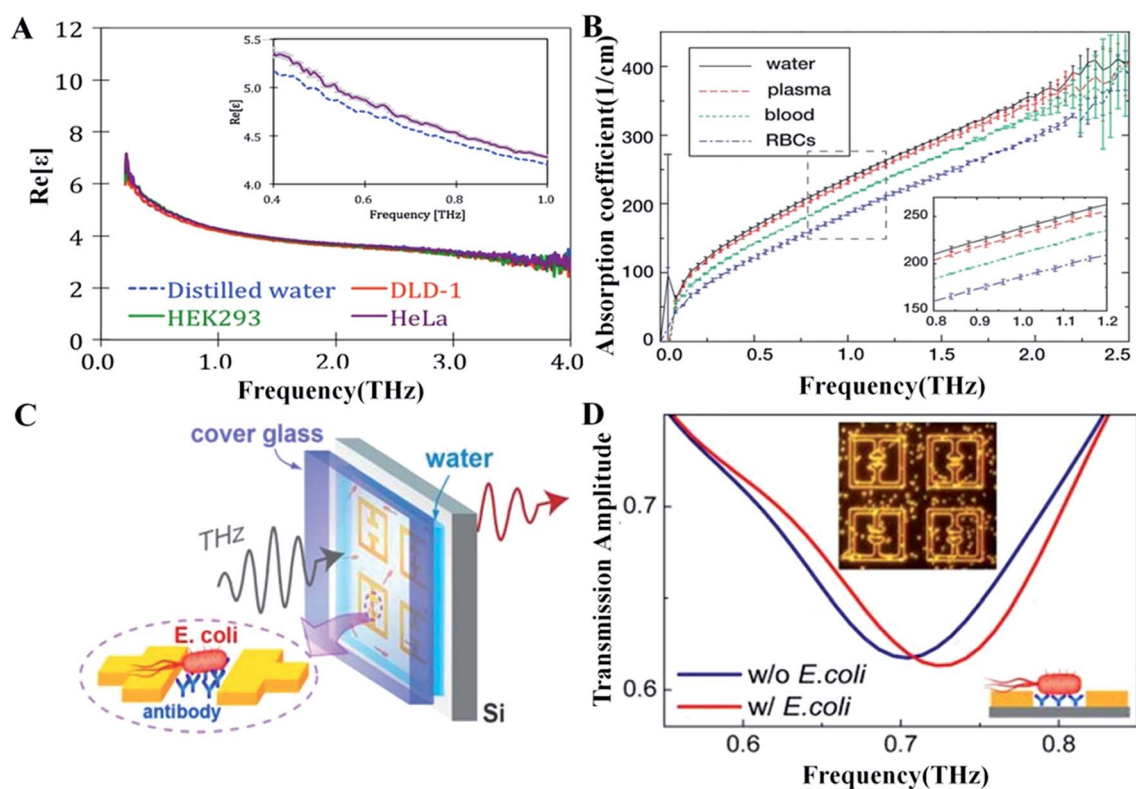 A
12
10
8
6
4
2
0
Re[ε]
0.0 1.0 2.0 3.0 4.0
Frequency(THz)
Distilled water
DLD-1
HEK293
HeLa
5.5
5.0
4.5
4.0
Re[ε]
0.4 0.6 0.8 1.0
Frequency [THz]
B
400
300
200
100
0
Absorption coefficient(1/cm)
water
plasma
blood
RBCs
250
200
150
0.8 0.9 1.0 1.1 1.2
0.0 0.5 1.0 1.5 2.0 2.5
Frequency(THz)
C
cover glass
water
THz
E. coli
antibody
Si
D
0.7
0.6
Transmission Amplitude
w/o E.coli
w/ E.coli
0.6 0.7 0.8
Frequency(THz)